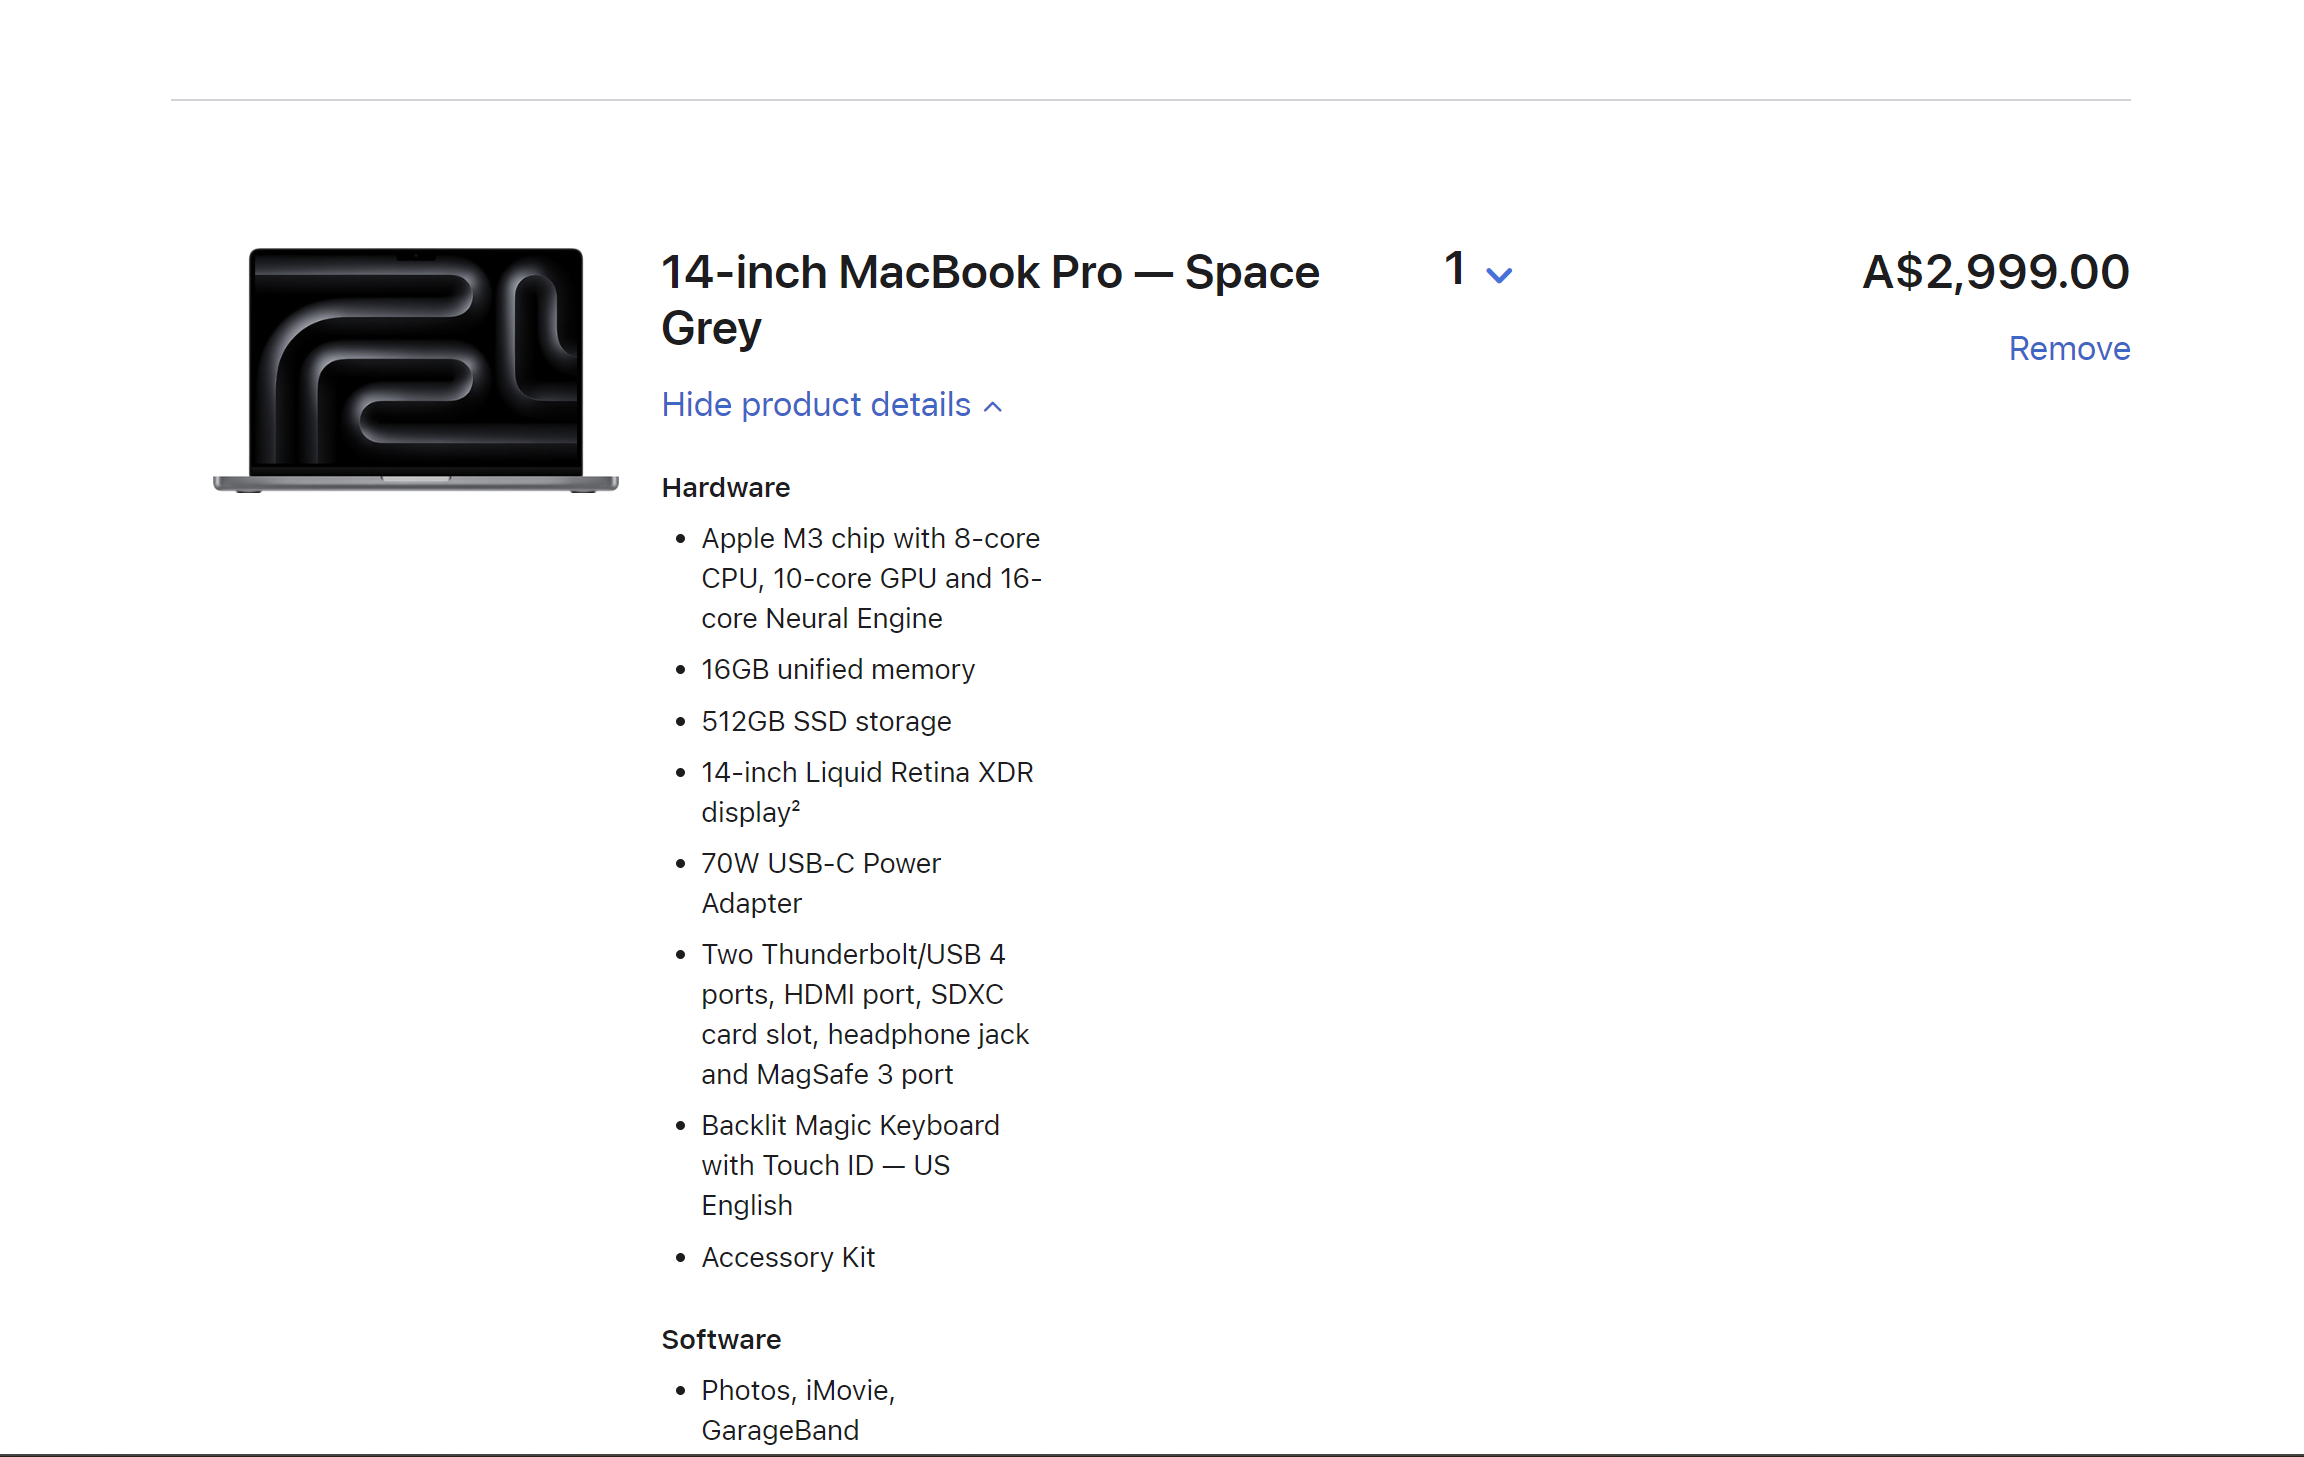 14-inch MacBook Pro — Space
Grey
1
A$2,999.00
Remove
Hide product details
Hardware
• Apple M3 chip with 8-core
CPU, 10-core GPU and 16-
core Neural Engine
• 16GB unified memory
• 512GB SSD storage
• 14-inch Liquid Retina XDR
display²
• 70W USB-C Power
Adapter
• Two Thunderbolt/USB 4
ports, HDMI port, SDXC
card slot, headphone jack
and MagSafe 3 port
• Backlit Magic Keyboard
with Touch ID — US
English
• Accessory Kit
Software
• Photos, iMovie,
GarageBand